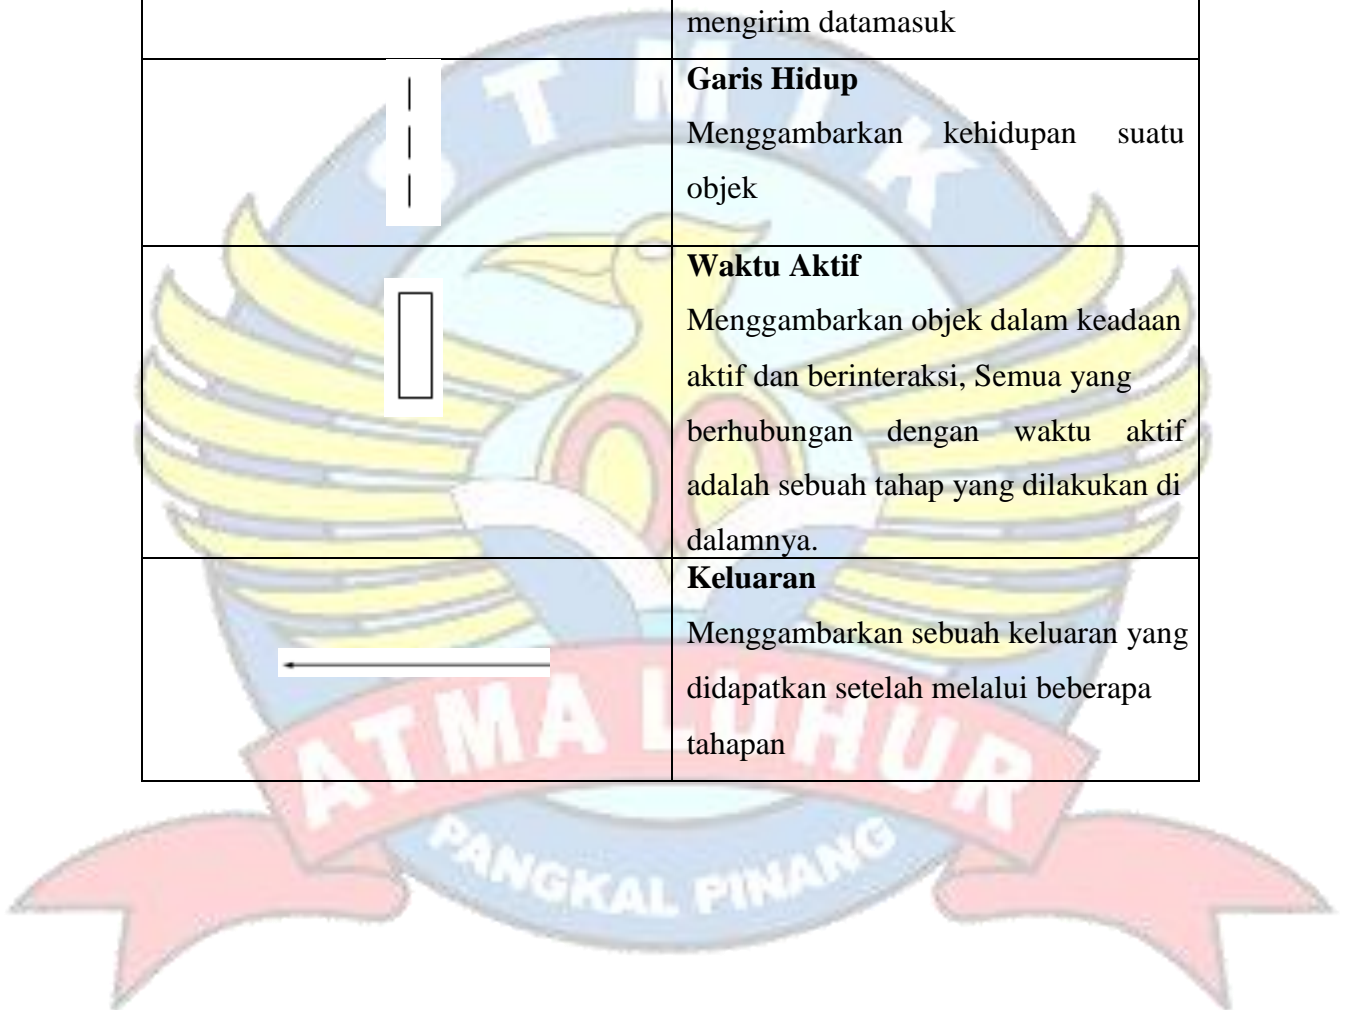 mengirim datamasuk
Garis Hidup
Menggambarkan kehidupan suatu
objek
Waktu Aktif
Menggambarkan objek dalam keadaan
aktif dan berinteraksi, Semua yang
berhubungan dengan waktu aktif
adalah sebuah tahap yang dilakukan di
dalamnya.
Keluaran
Menggambarkan sebuah keluaran yang
didapatkan setelah melalui beberapa
tahapan
STMIK
ATMA LUHUR
PANGKAL PINANG